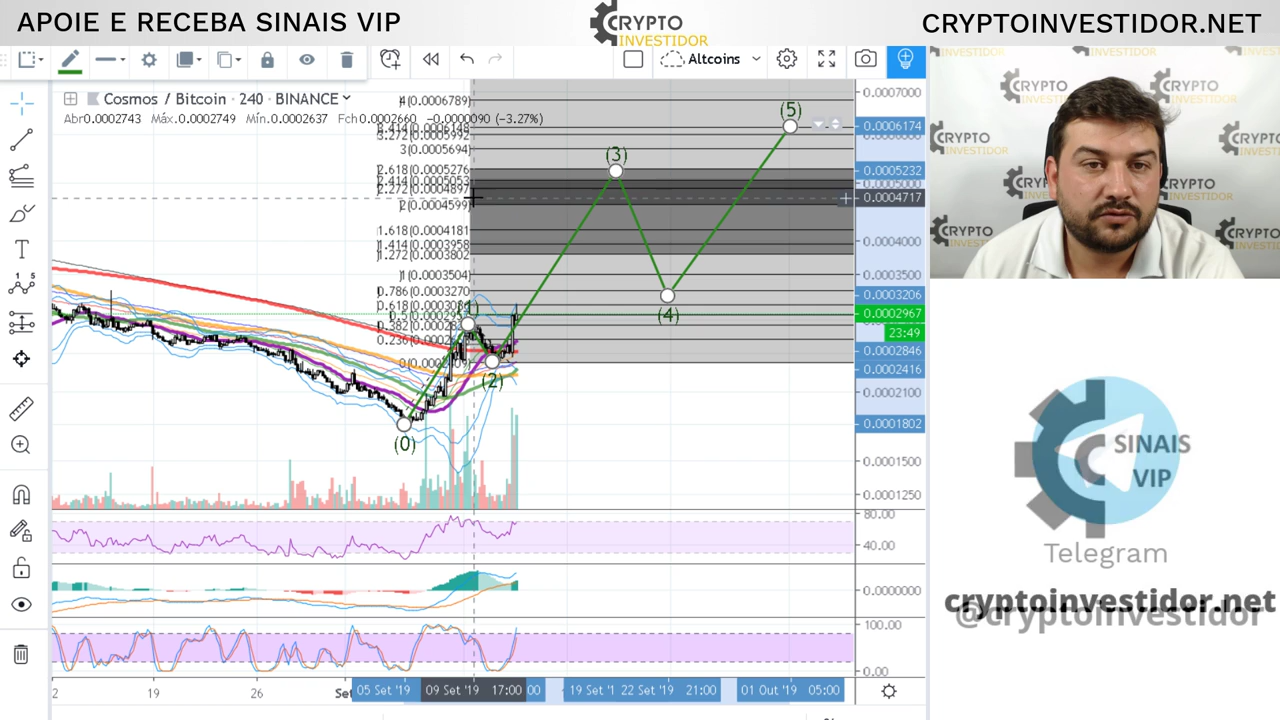 APOIE E RECEBA SINAIS VIP
CRYPTO
INVESTIDOR
CRYPTOINVESTIDOR.NET
Altcoins
Cosmos / Bitcoin · 240 · BINANCE
Abr0.0002743 Máx.0.0002749 Mín.0.0002637 Fch0.0002660 −0.0000090 (−3.27%)
4(0.0006789)
3(0.0005694)
2.618(0.0005276)
2(0.0004599)
1.618(0.0004181)
1.414(0.0003958)
1.272(0.0003802)
1(0.0003504)
0.786(0.0003270)
(0)
(2)
(3)
(4)
(5)
0.0007000
0.0006174
0.0005232
0.0004717
0.0004000
0.0003500
0.0003206
0.0002967
23:49
0.0002846
0.0002416
0.0002100
0.0001802
0.0001500
0.0001250
80.00
40.00
0.0000000
100.00
0.00
2
19
26
Set
05 Set '19
09 Set '19 17:00
00
19 Set '1
22 Set '19 21:00
01 Out '19 05:00
CRYPTO
INVESTIDOR
SINAIS
VIP
Telegram
cryptoinvestidor.net
@cryptoinvestidor